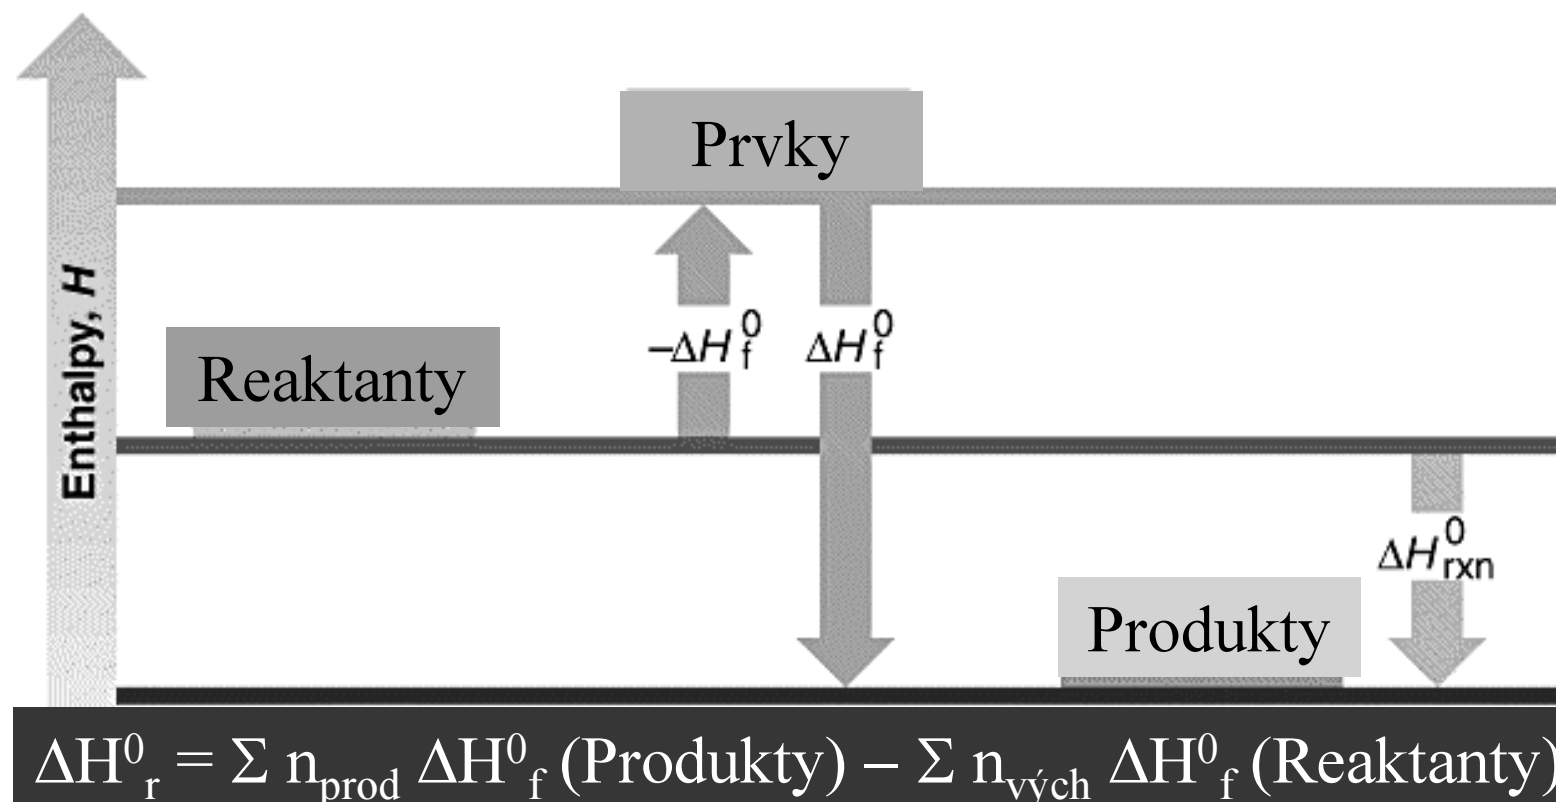 Prvky
Enthalpy, H
−ΔH⁰f
ΔH⁰f
Reaktanty
ΔH⁰rxn
Produkty
ΔH⁰r = Σ nprod ΔH⁰f (Produkty) – Σ nvých ΔH⁰f (Reaktanty)